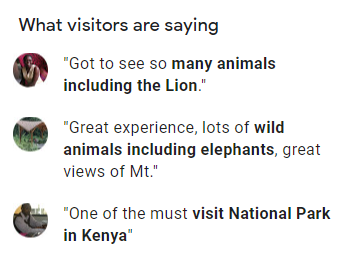 What visitors are saying
"Got to see so many animals
including the Lion."
"Great experience, lots of wild
animals including elephants, great
views of Mt."
"One of the must visit National Park
in Kenya"